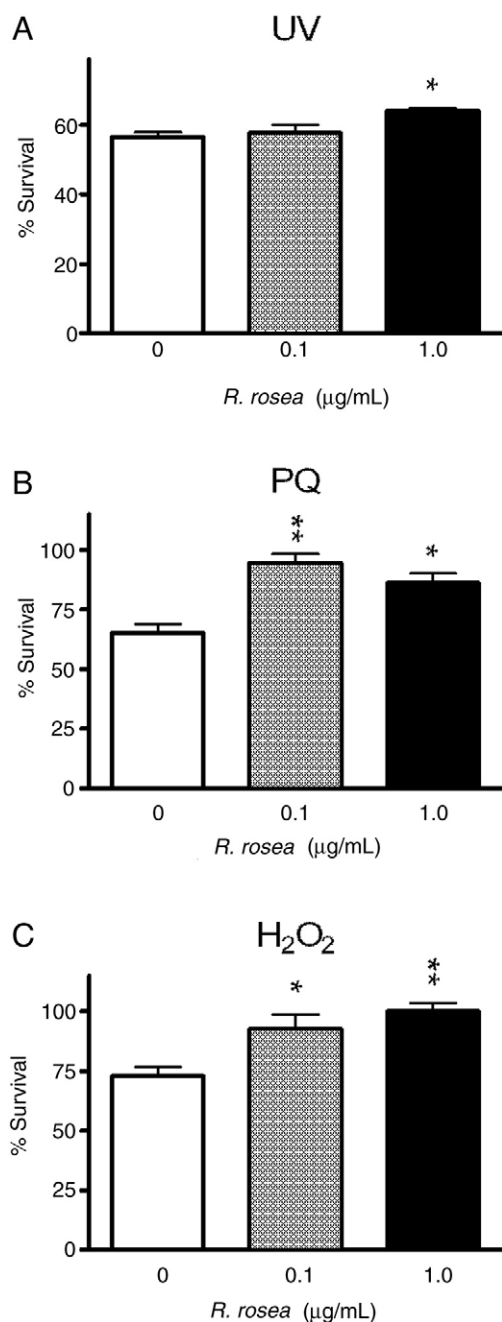 A
UV
*
% Survival
60
40
20
0
0 0.1 1.0
R. rosea (μg/mL)
B
PQ
**
*
% Survival
100
75
50
25
0
0 0.1 1.0
R. rosea (μg/mL)
C
H₂O₂
*
**
% Survival
100
75
50
25
0
0 0.1 1.0
R. rosea (μg/mL)